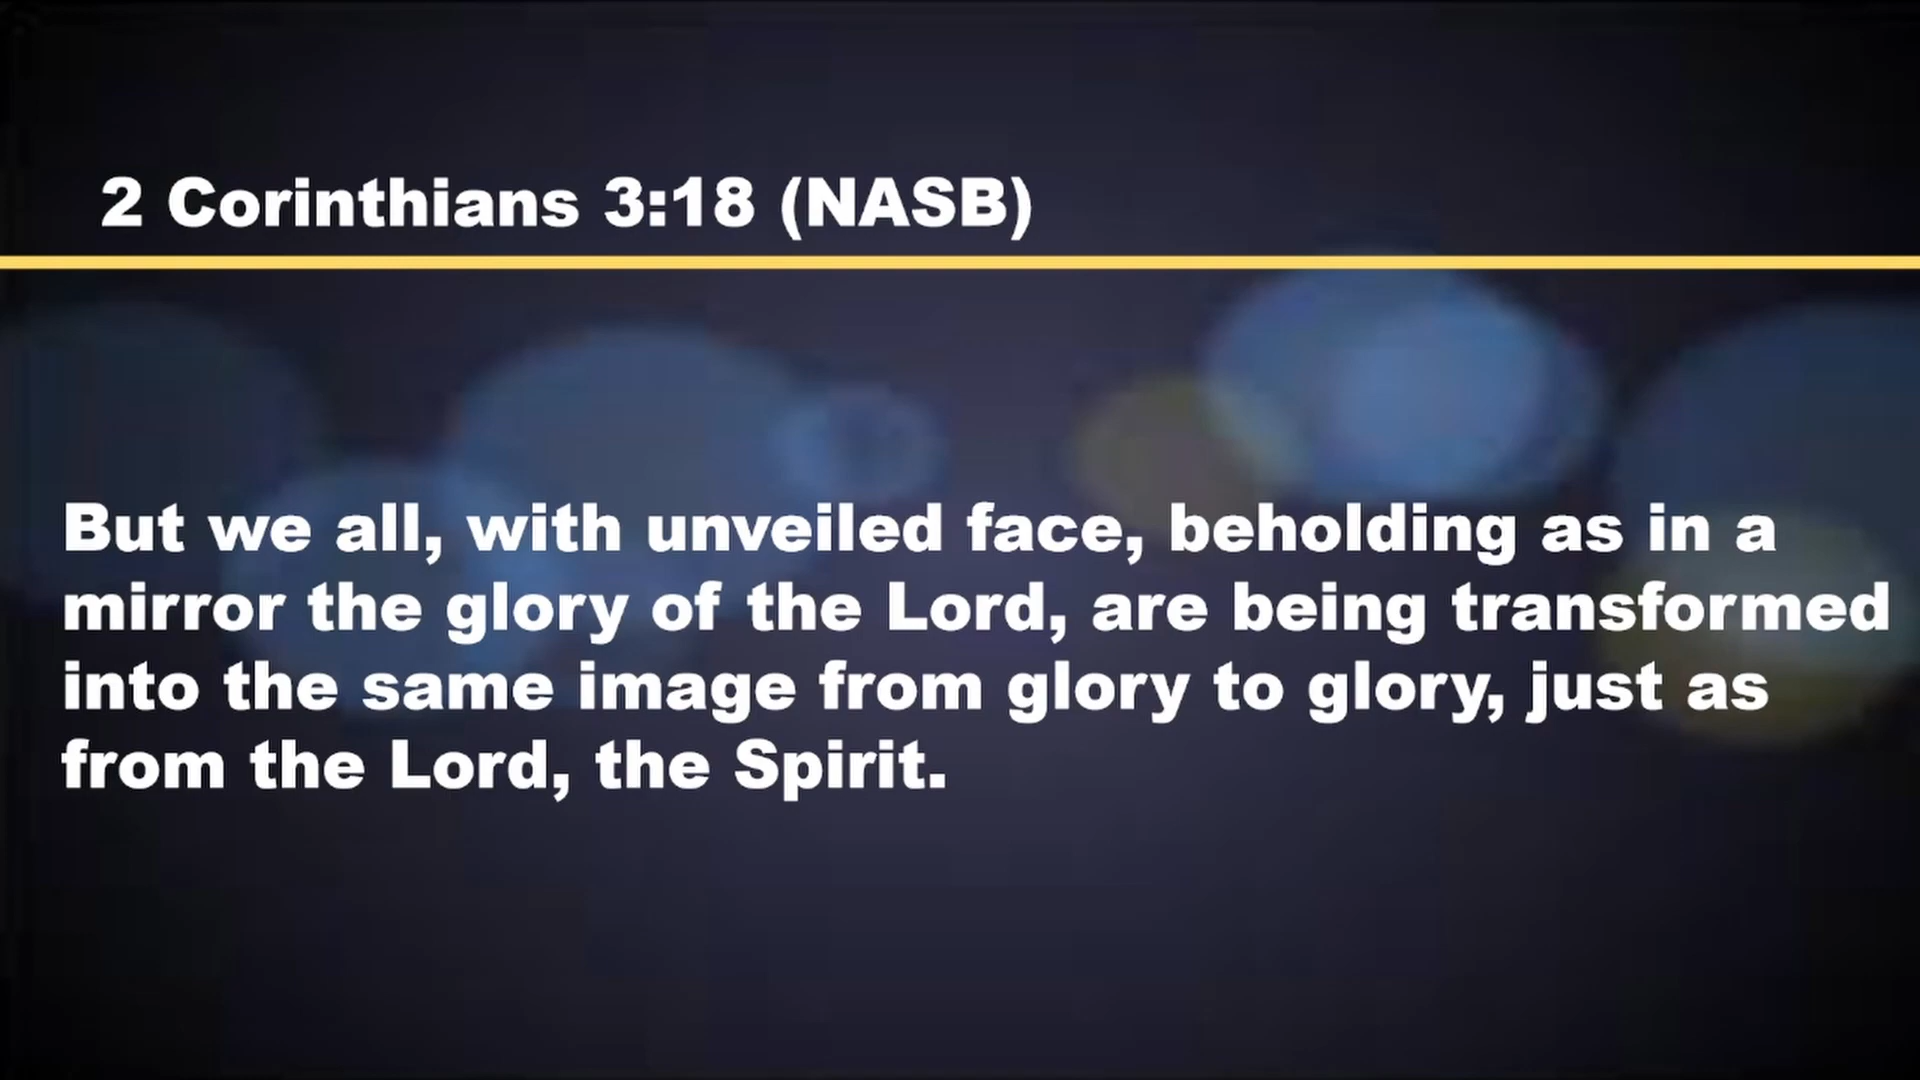 2 Corinthians 3:18 (NASB)
But we all, with unveiled face, beholding as in a
mirror the glory of the Lord, are being transformed
into the same image from glory to glory, just as
from the Lord, the Spirit.